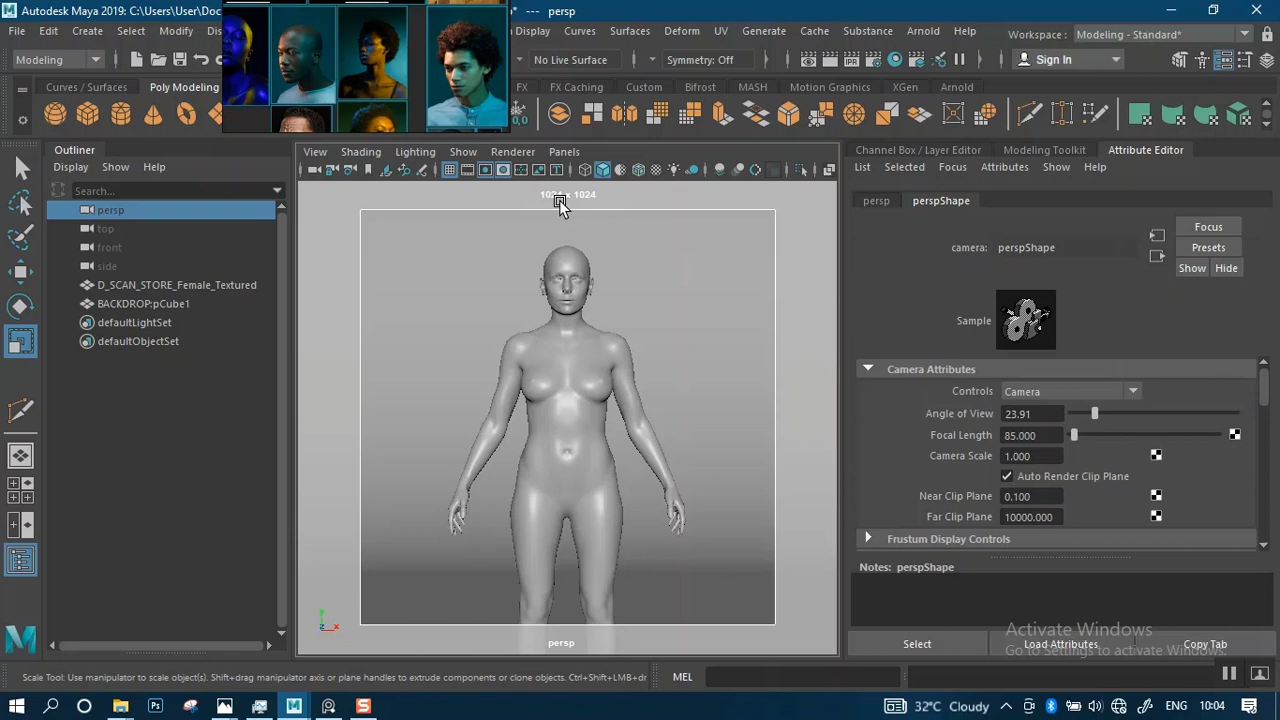 Autodesk Maya 2019: C:\Users\User\Doc
* --- persp
File Edit Create Select Modify Dis
Display Curves Surfaces Deform UV Generate Cache Substance Arnold Help
Workspace: Modeling - Standard*
Modeling
No Live Surface
Symmetry: Off
Sign In
Curves / Surfaces Poly Modeling
FX FX Caching Custom Bifrost MASH Motion Graphics XGen Arnold
Outliner
Display Show Help
Search...
persp
top
front
side
D_SCAN_STORE_Female_Textured
BACKDROP:pCube1
defaultLightSet
defaultObjectSet
View Shading Lighting Show Renderer Panels
1024 x 1024
persp
Channel Box / Layer Editor Modeling Toolkit Attribute Editor
List Selected Focus Attributes Show Help
persp perspShape
Focus
camera: perspShape
Presets
Show Hide
Sample
Camera Attributes
Controls Camera
Angle of View 23.91
Focal Length 85.000
Camera Scale 1.000
Auto Render Clip Plane
Near Clip Plane 0.100
Far Clip Plane 10000.000
Frustum Display Controls
Notes: perspShape
Activate Windows
Go to Settings to activate Windows.
Select Load Attributes Copy Tab
Scale Tool: Use manipulator to scale object(s). Shift+drag manipulator axis or plane handles to extrude components or clone objects. Ctrl+Shift+LMB+dr
MEL
32°C Cloudy
ENG 10:04